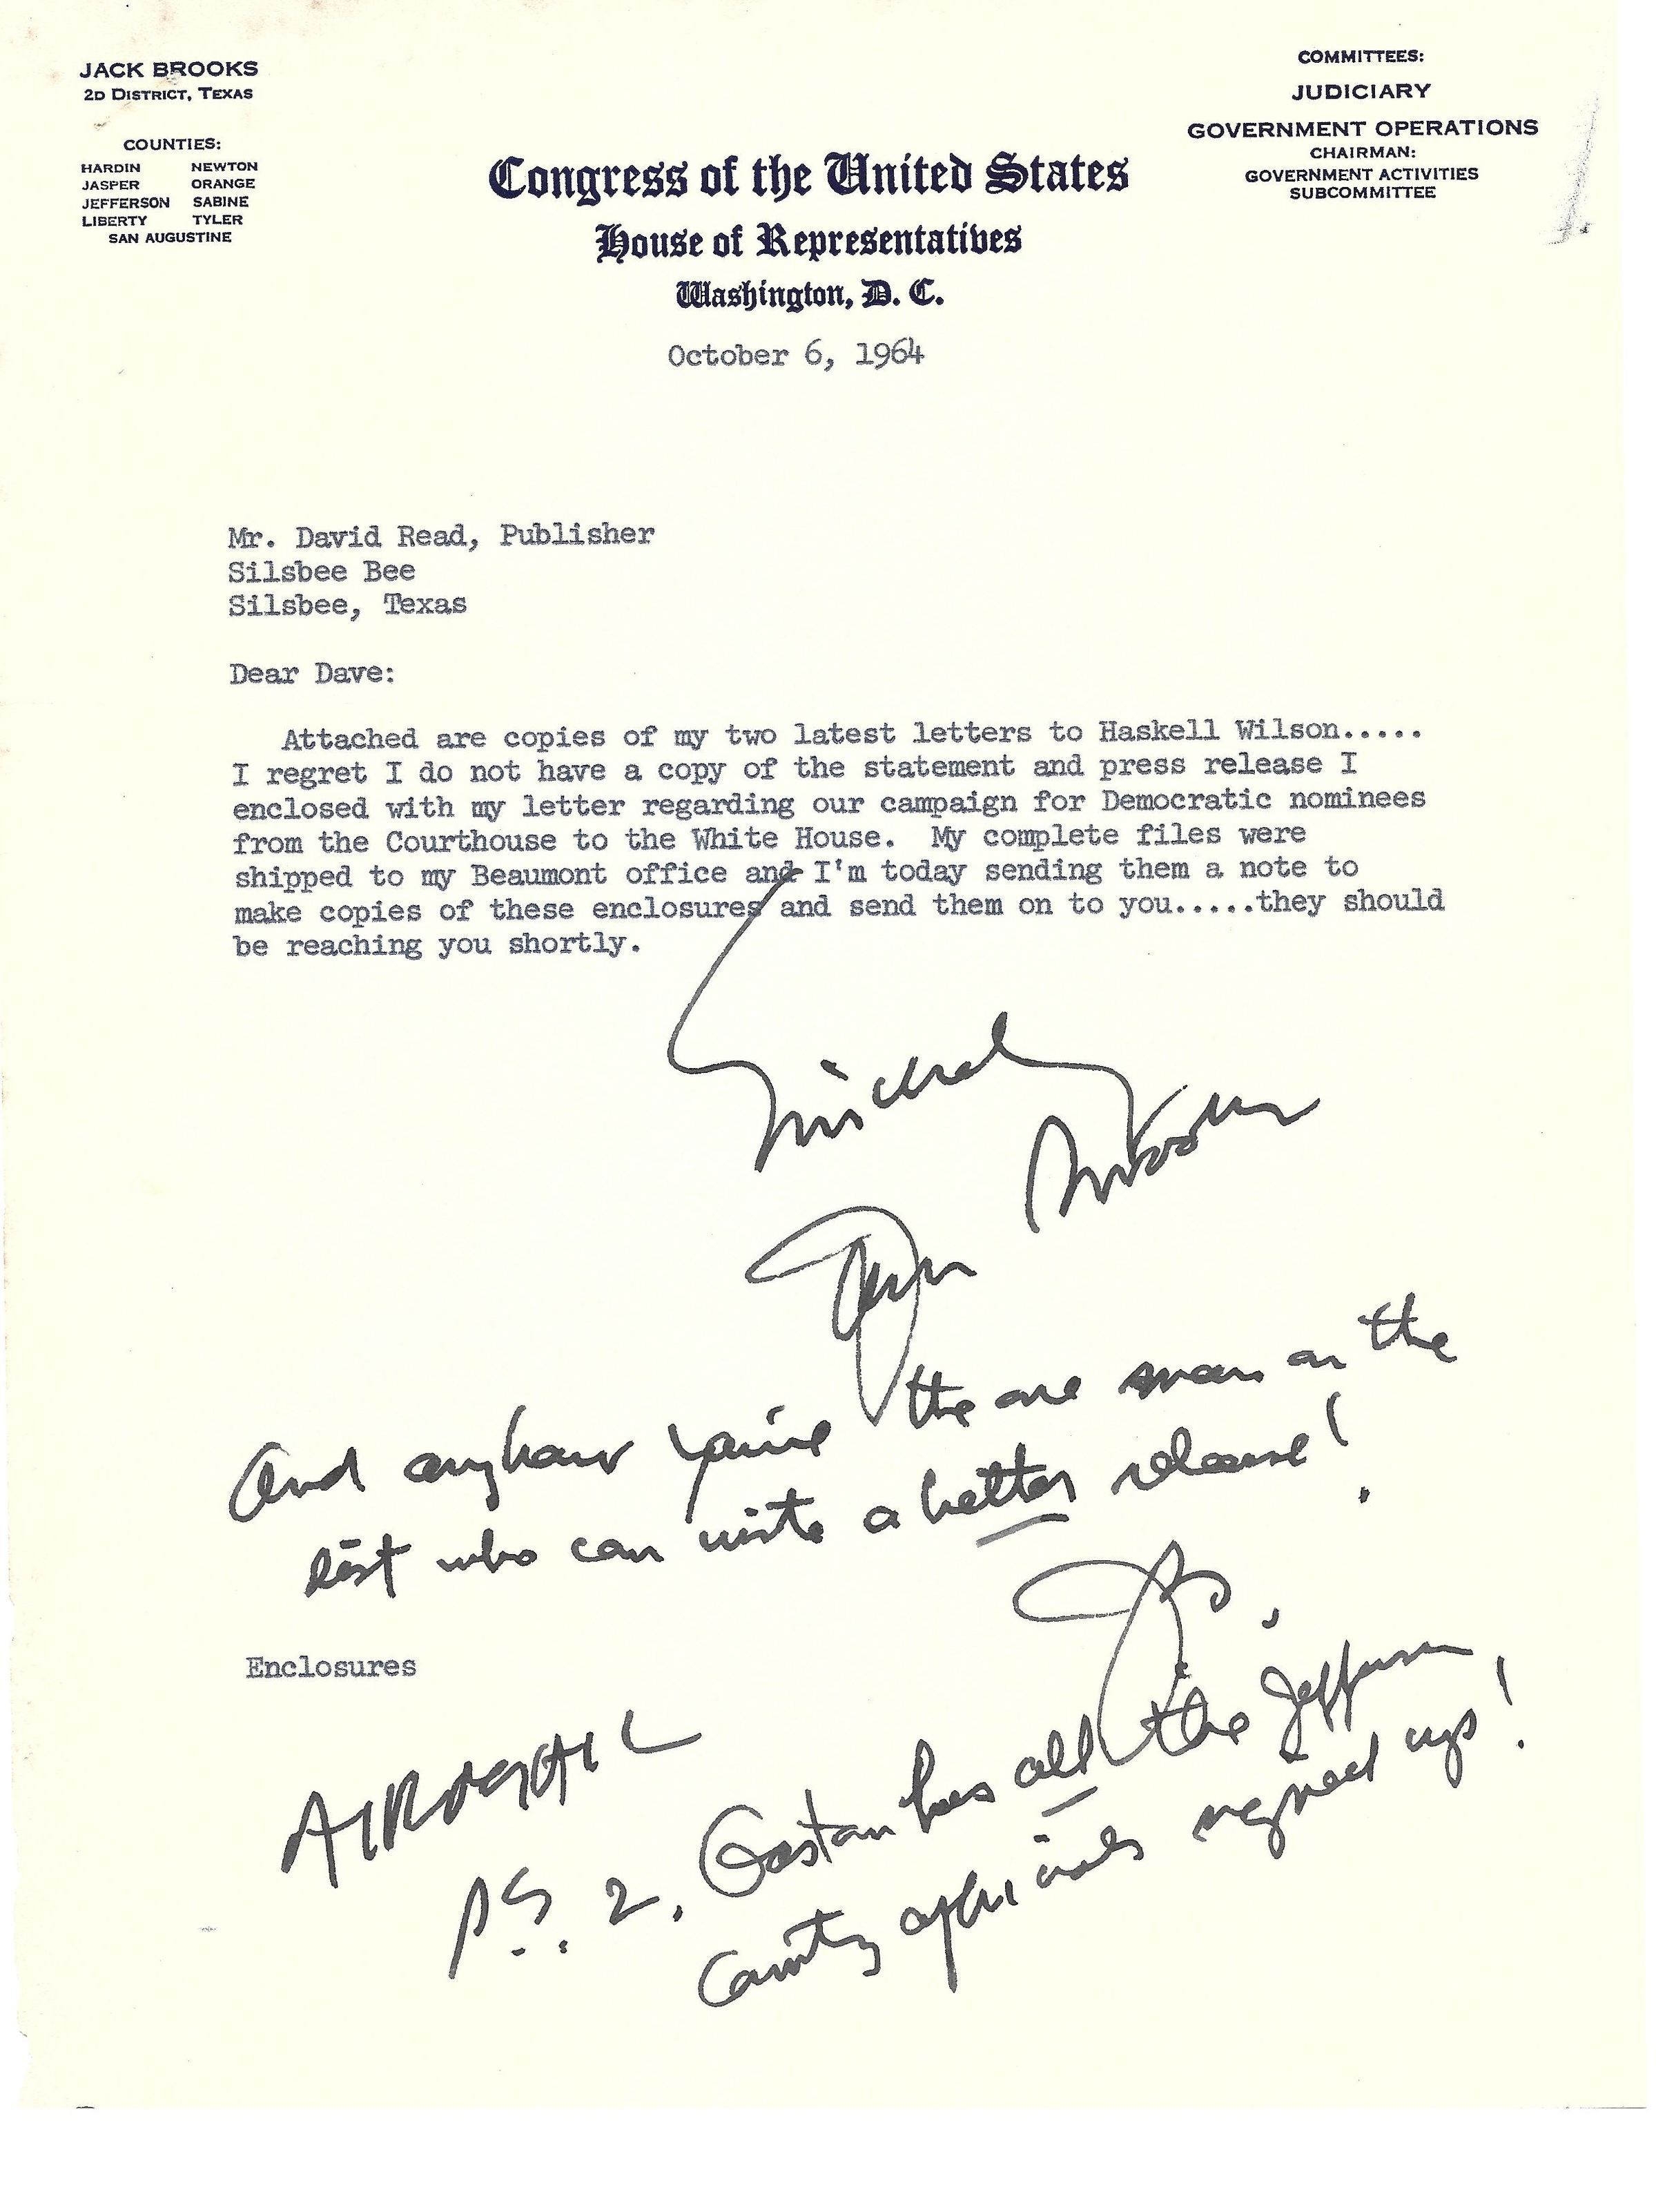 JACK BROOKS
2D DISTRICT, TEXAS
COUNTIES:
HARDIN NEWTON
JASPER ORANGE
JEFFERSON SABINE
LIBERTY TYLER
SAN AUGUSTINE
COMMITTEES:
JUDICIARY
GOVERNMENT OPERATIONS
CHAIRMAN:
GOVERNMENT ACTIVITIES
SUBCOMMITTEE
Congress of the United States
House of Representatives
Washington, D. C.
October 6, 1964
Mr. David Read, Publisher
Silsbee Bee
Silsbee, Texas
Dear Dave:
Attached are copies of my two latest letters to Haskell Wilson.....
I regret I do not have a copy of the statement and press release I
enclosed with my letter regarding our campaign for Democratic nominees
from the Courthouse to the White House. My complete files were
shipped to my Beaumont office and I'm today sending them a note to
make copies of these enclosures and send them on to you.....they should
be reaching you shortly.
Sincerely
Jack Brooks
And anyhow you're the one man on the
list who can write a better release!
JB.
Enclosures
AIRMAIL
P.S. 2. Gaston has all the Jefferson
County officials signed up!